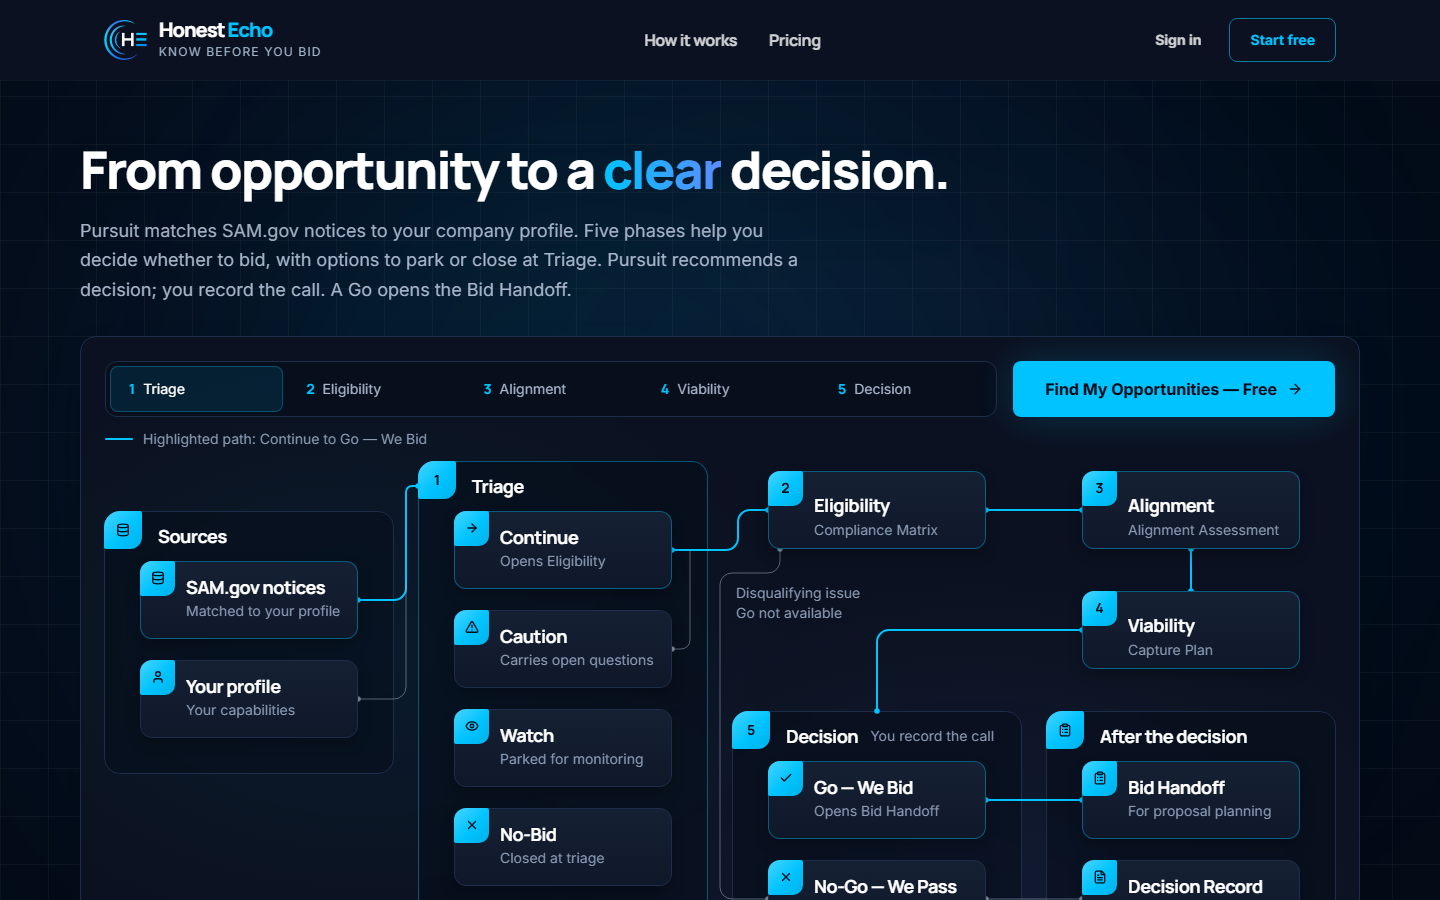 HE
Honest Echo
KNOW BEFORE YOU BID
How it works
Pricing
Sign in
Start free
From opportunity to a clear decision.
Pursuit matches SAM.gov notices to your company profile. Five phases help you
decide whether to bid, with options to park or close at Triage. Pursuit recommends a
decision; you record the call. A Go opens the Bid Handoff.
1 Triage
2 Eligibility
3 Alignment
4 Viability
5 Decision
Find My Opportunities — Free
Highlighted path: Continue to Go — We Bid
Sources
SAM.gov notices
Matched to your profile
Your profile
Your capabilities
1
Triage
Continue
Opens Eligibility
Caution
Carries open questions
Watch
Parked for monitoring
No-Bid
Closed at triage
2
Eligibility
Compliance Matrix
Disqualifying issue
Go not available
3
Alignment
Alignment Assessment
4
Viability
Capture Plan
5
Decision You record the call
Go — We Bid
Opens Bid Handoff
No-Go — We Pass
After the decision
Bid Handoff
For proposal planning
Decision Record